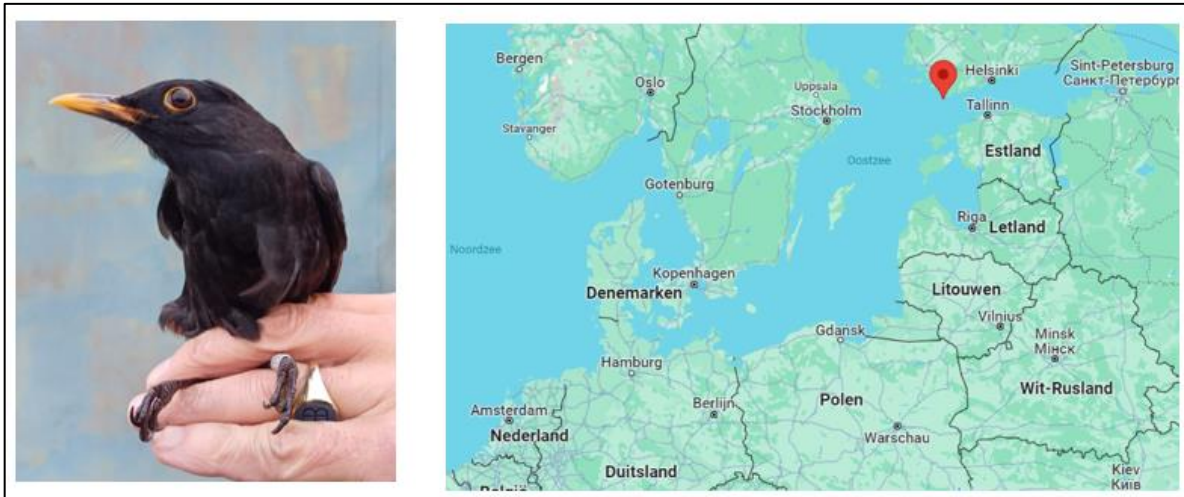 Bergen
Oslo
Helsinki
Sint-Petersburg
Санкт-Петербург
Uppsala
Stockholm
Tallinn
Stavanger
Estland
Oostzee
Gotenburg
Riga
Letland
Noordzee
Kopenhagen
Denemarken
Litouwen
Gdańsk
Vilnius
Minsk
Мінск
Hamburg
Wit-Rusland
Amsterdam
Berlijn
Polen
Nederland
Warschau
Duitsland
Kiev
Київ